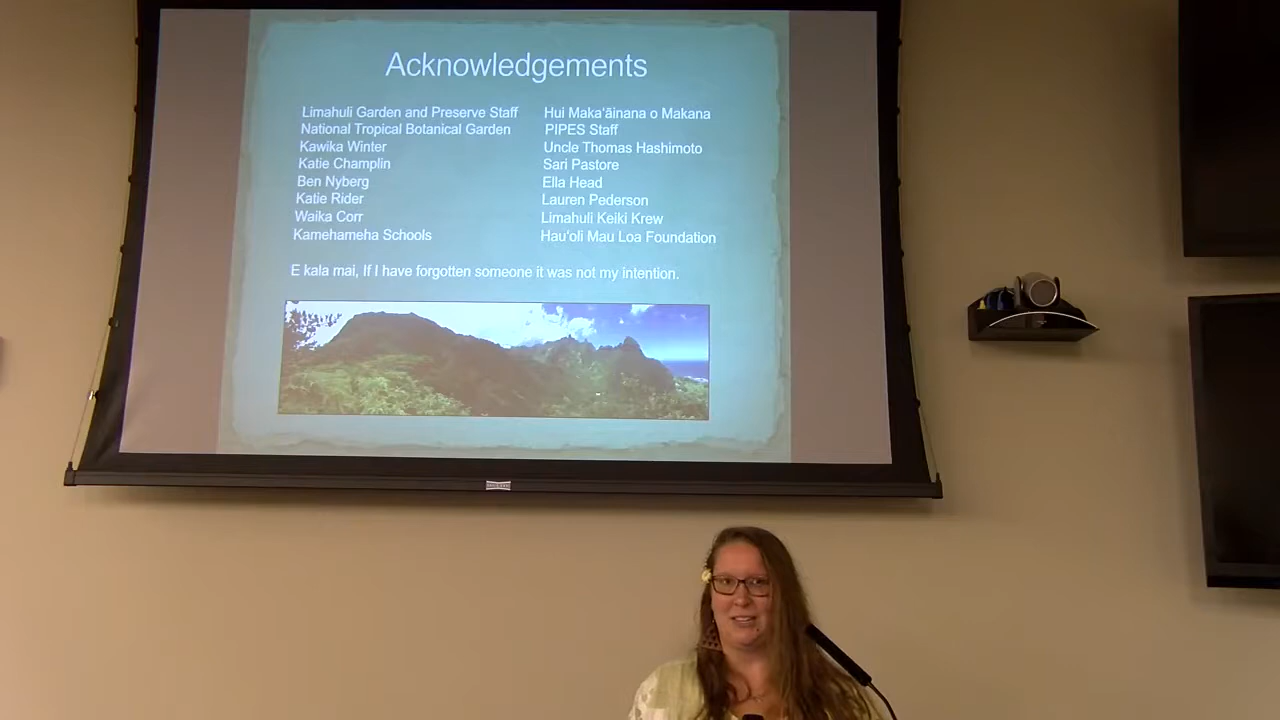 Acknowledgements
Limahuli Garden and Preserve Staff
National Tropical Botanical Garden
Kawika Winter
Katie Champlin
Ben Nyberg
Katie Rider
Waika Corr
Kamehameha Schools
Hui Maka‘āinana o Makana
PIPES Staff
Uncle Thomas Hashimoto
Sari Pastore
Ella Head
Lauren Pederson
Limahuli Keiki Krew
Hau‘oli Mau Loa Foundation
E kala mai, If I have forgotten someone it was not my intention.